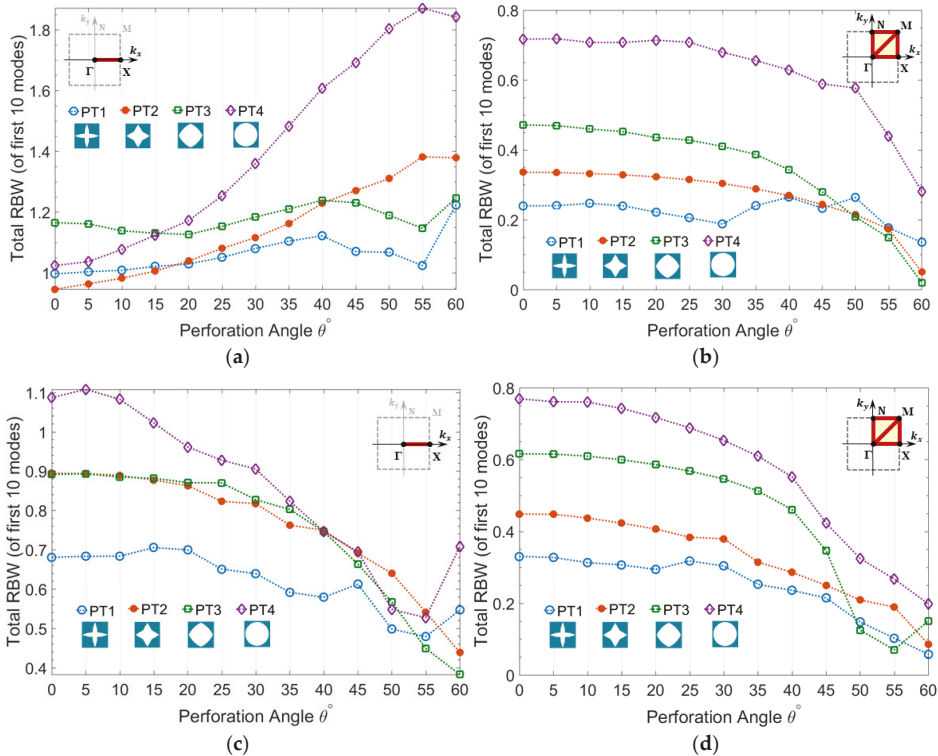 Total RBW (of first 10 modes)
1.8
1.6
1.4
1.2
1
k_y N M
k_x
Γ X
PT1 PT2 PT3 PT4
0 5 10 15 20 25 30 35 40 45 50 55 60
Perforation Angle θ°
(a)
Total RBW (of first 10 modes)
0.8
0.6
0.4
0.2
0
k_y
N M
k_x
Γ X
PT1 PT2 PT3 PT4
0 5 10 15 20 25 30 35 40 45 50 55 60
Perforation Angle θ°
(b)
Total RBW (of first 10 modes)
1.1
1
0.9
0.8
0.7
0.6
0.5
0.4
k_y N M
k_x
Γ X
PT1 PT2 PT3 PT4
0 5 10 15 20 25 30 35 40 45 50 55 60
Perforation Angle θ°
(c)
Total RBW (of first 10 modes)
0.8
0.6
0.4
0.2
0
k_y
N M
k_x
Γ X
PT1 PT2 PT3 PT4
0 5 10 15 20 25 30 35 40 45 50 55 60
Perforation Angle θ°
(d)